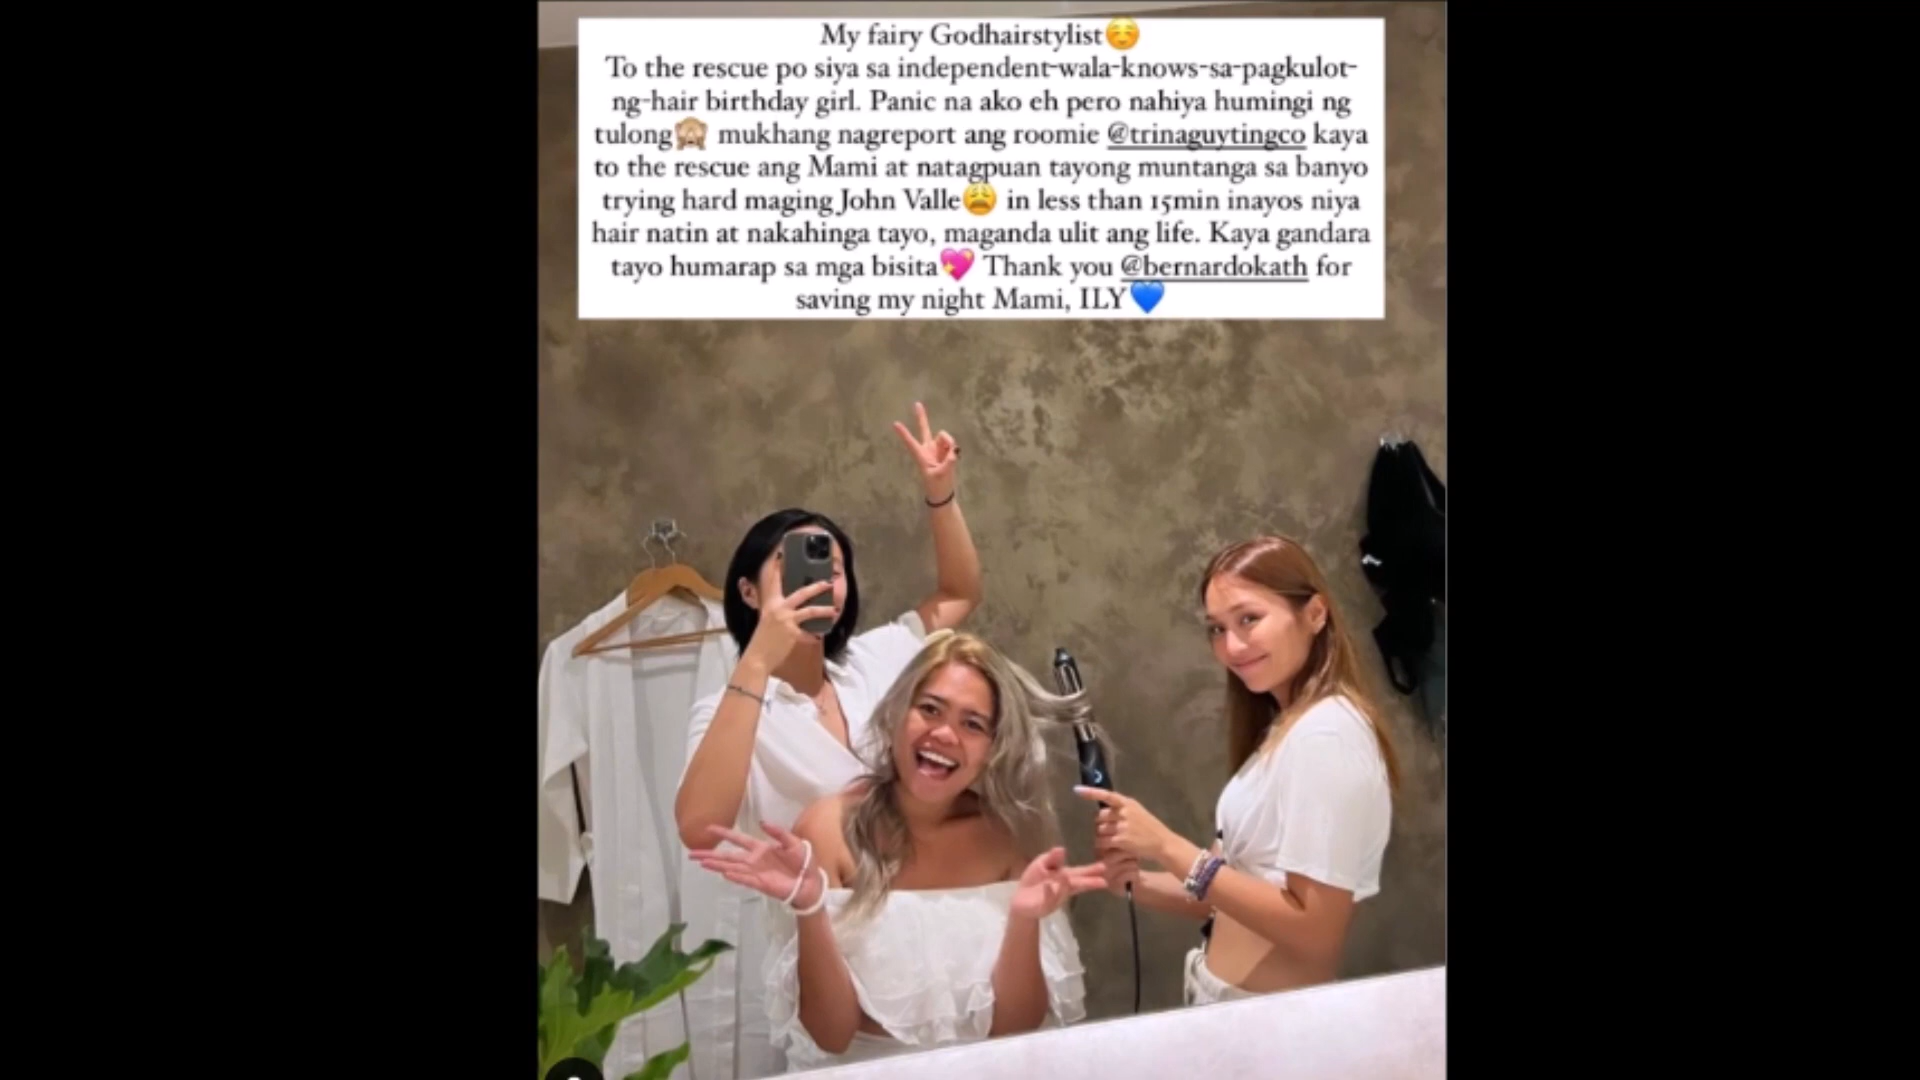 My fairy Godhairstylist☺️
To the rescue po siya sa independent-wala-knows-sa-pagkulot-
ng-hair birthday girl. Panic na ako eh pero nahiya humingi ng
tulong🙈 mukhang nagreport ang roomie @trinaguytingco kaya
to the rescue ang Mami at natagpuan tayong muntanga sa banyo
trying hard maging John Valle😩 in less than 15min inayos niya
hair natin at nakahinga tayo, maganda ulit ang life. Kaya gandara
tayo humarap sa mga bisita💖 Thank you @bernardokath for
saving my night Mami, ILY💙